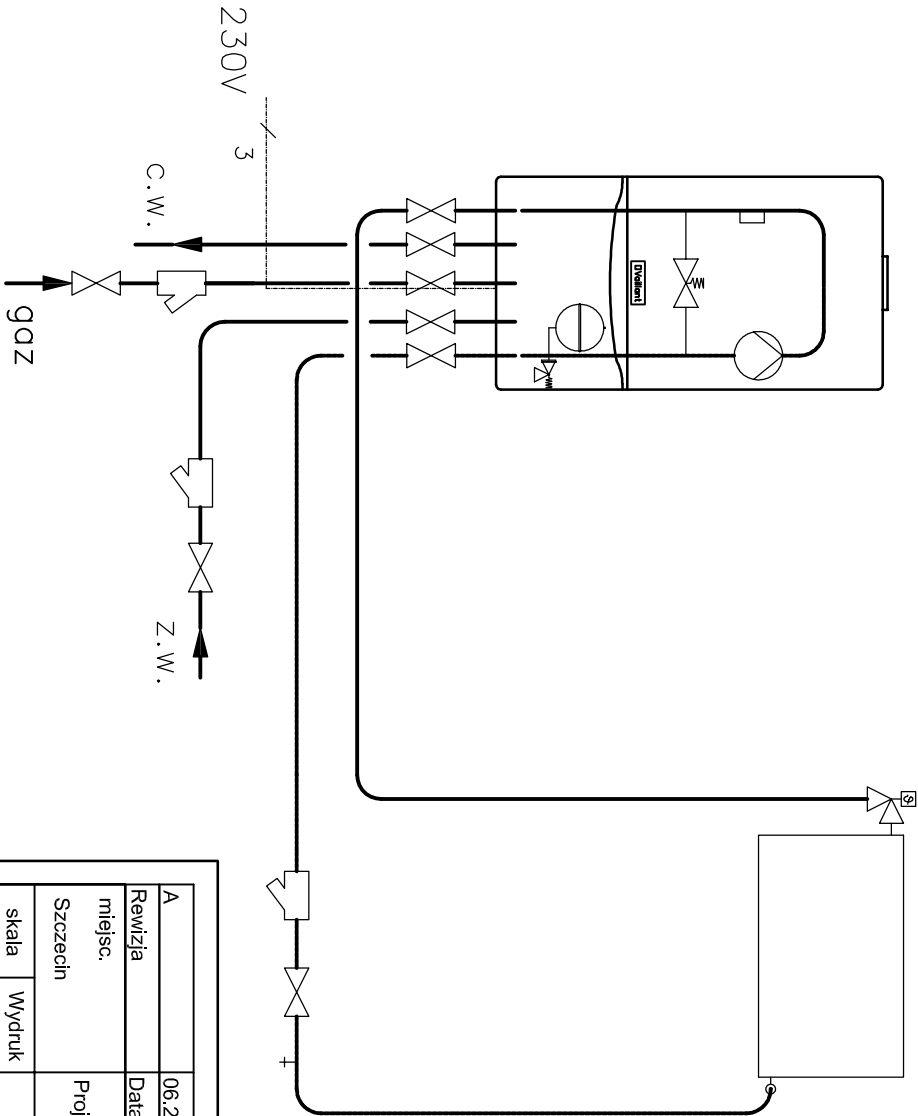 230V
3
C.W.
gaz
Z.W.
Vaillant
A
06.2
Rewizja
Data
miejsc.
Szczecin
Proj
skala
Wydruk